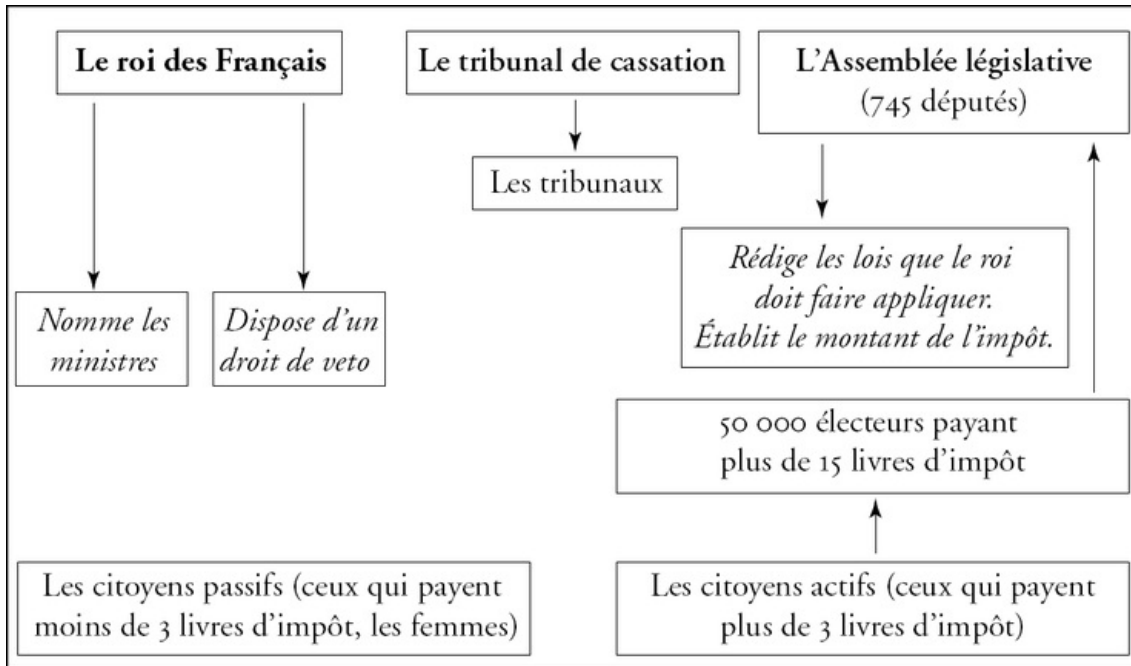 Le roi des Français
Le tribunal de cassation
L’Assemblée législative
(745 députés)
Les tribunaux
Nomme les
ministres
Dispose d’un
droit de veto
Rédige les lois que le roi
doit faire appliquer.
Établit le montant de l’impôt.
50 000 électeurs payant
plus de 15 livres d’impôt
Les citoyens passifs (ceux qui payent
moins de 3 livres d’impôt, les femmes)
Les citoyens actifs (ceux qui payent
plus de 3 livres d’impôt)